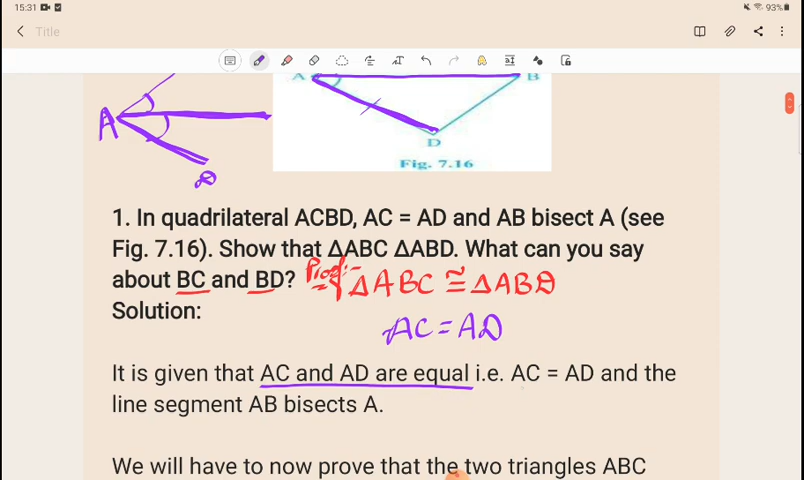 15:31
93%
Title
A
A
B
D
D
Fig. 7.16
1. In quadrilateral ACBD, AC = AD and AB bisect A (see
Fig. 7.16). Show that ΔABC ΔABD. What can you say
about BC and BD? Proof:- ΔABC ≅ ΔABD
Solution:
AC = AD
It is given that AC and AD are equal i.e. AC = AD and the
line segment AB bisects A.
We will have to now prove that the two triangles ABC